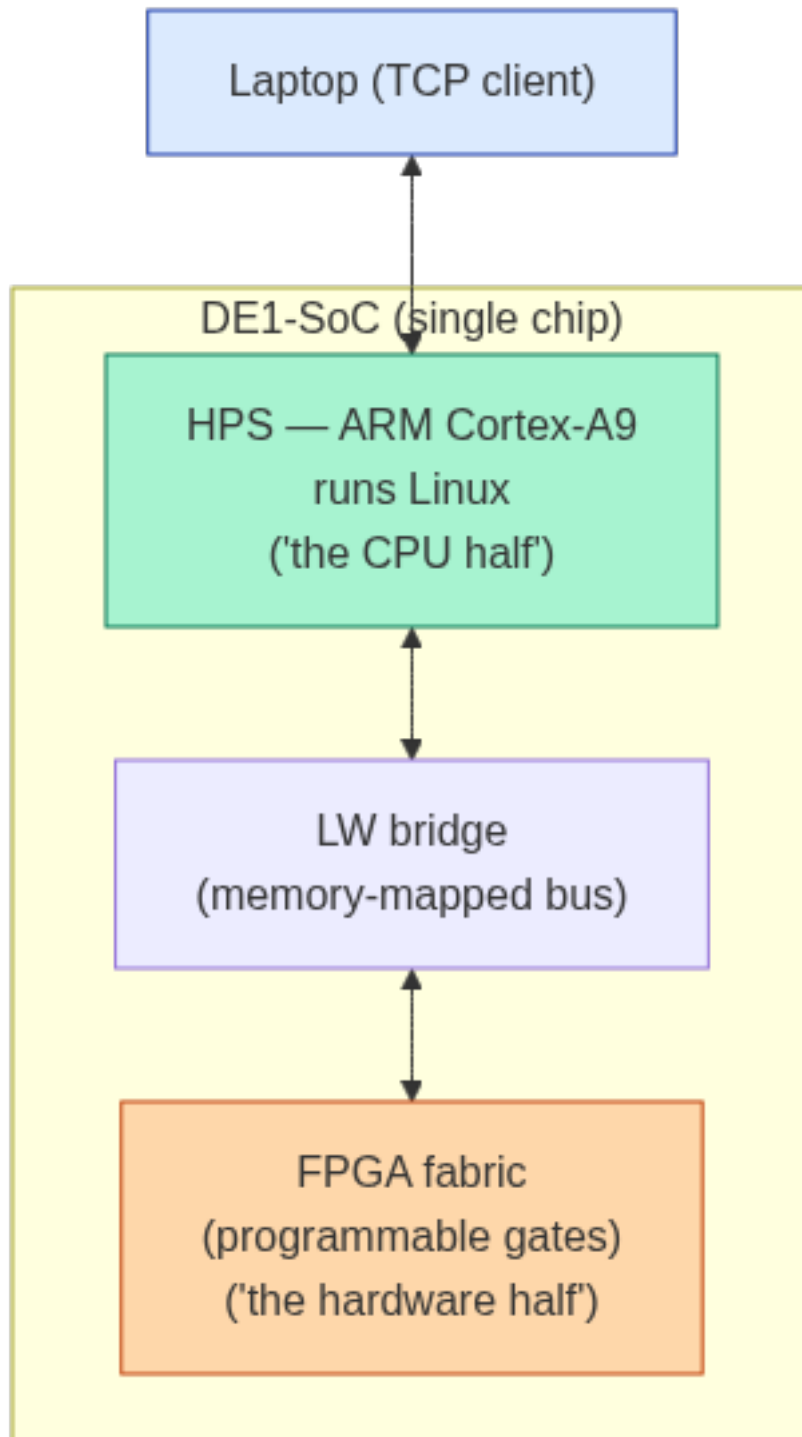 Laptop (TCP client)
DE1-SoC (single chip)
HPS — ARM Cortex-A9
runs Linux
('the CPU half')
LW bridge
(memory-mapped bus)
FPGA fabric
(programmable gates)
('the hardware half')